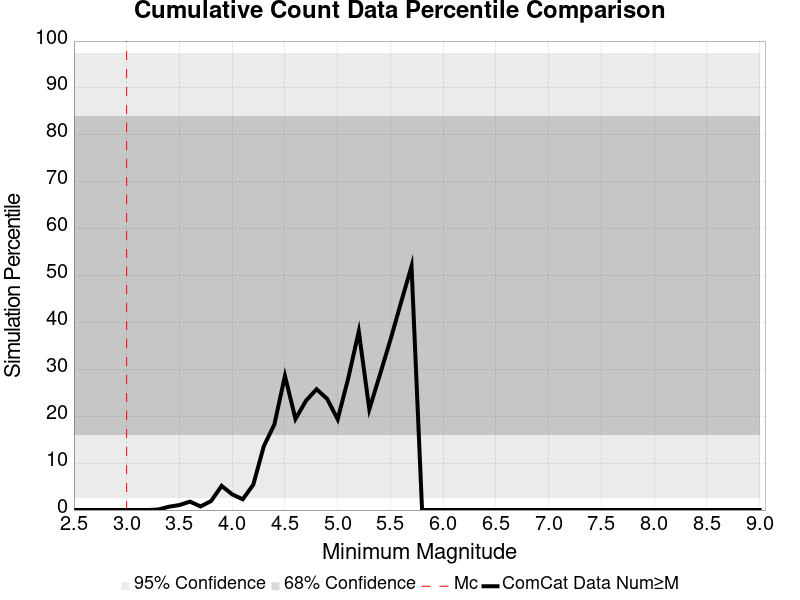 Cumulative Count Data Percentile Comparison
100
90
80
70
60
50
40
30
20
10
0
Simulation Percentile
2.5 3.0 3.5 4.0 4.5 5.0 5.5 6.0 6.5 7.0 7.5 8.0 8.5 9.0
Minimum Magnitude
95% Confidence 68% Confidence Mc ComCat Data Num≥M